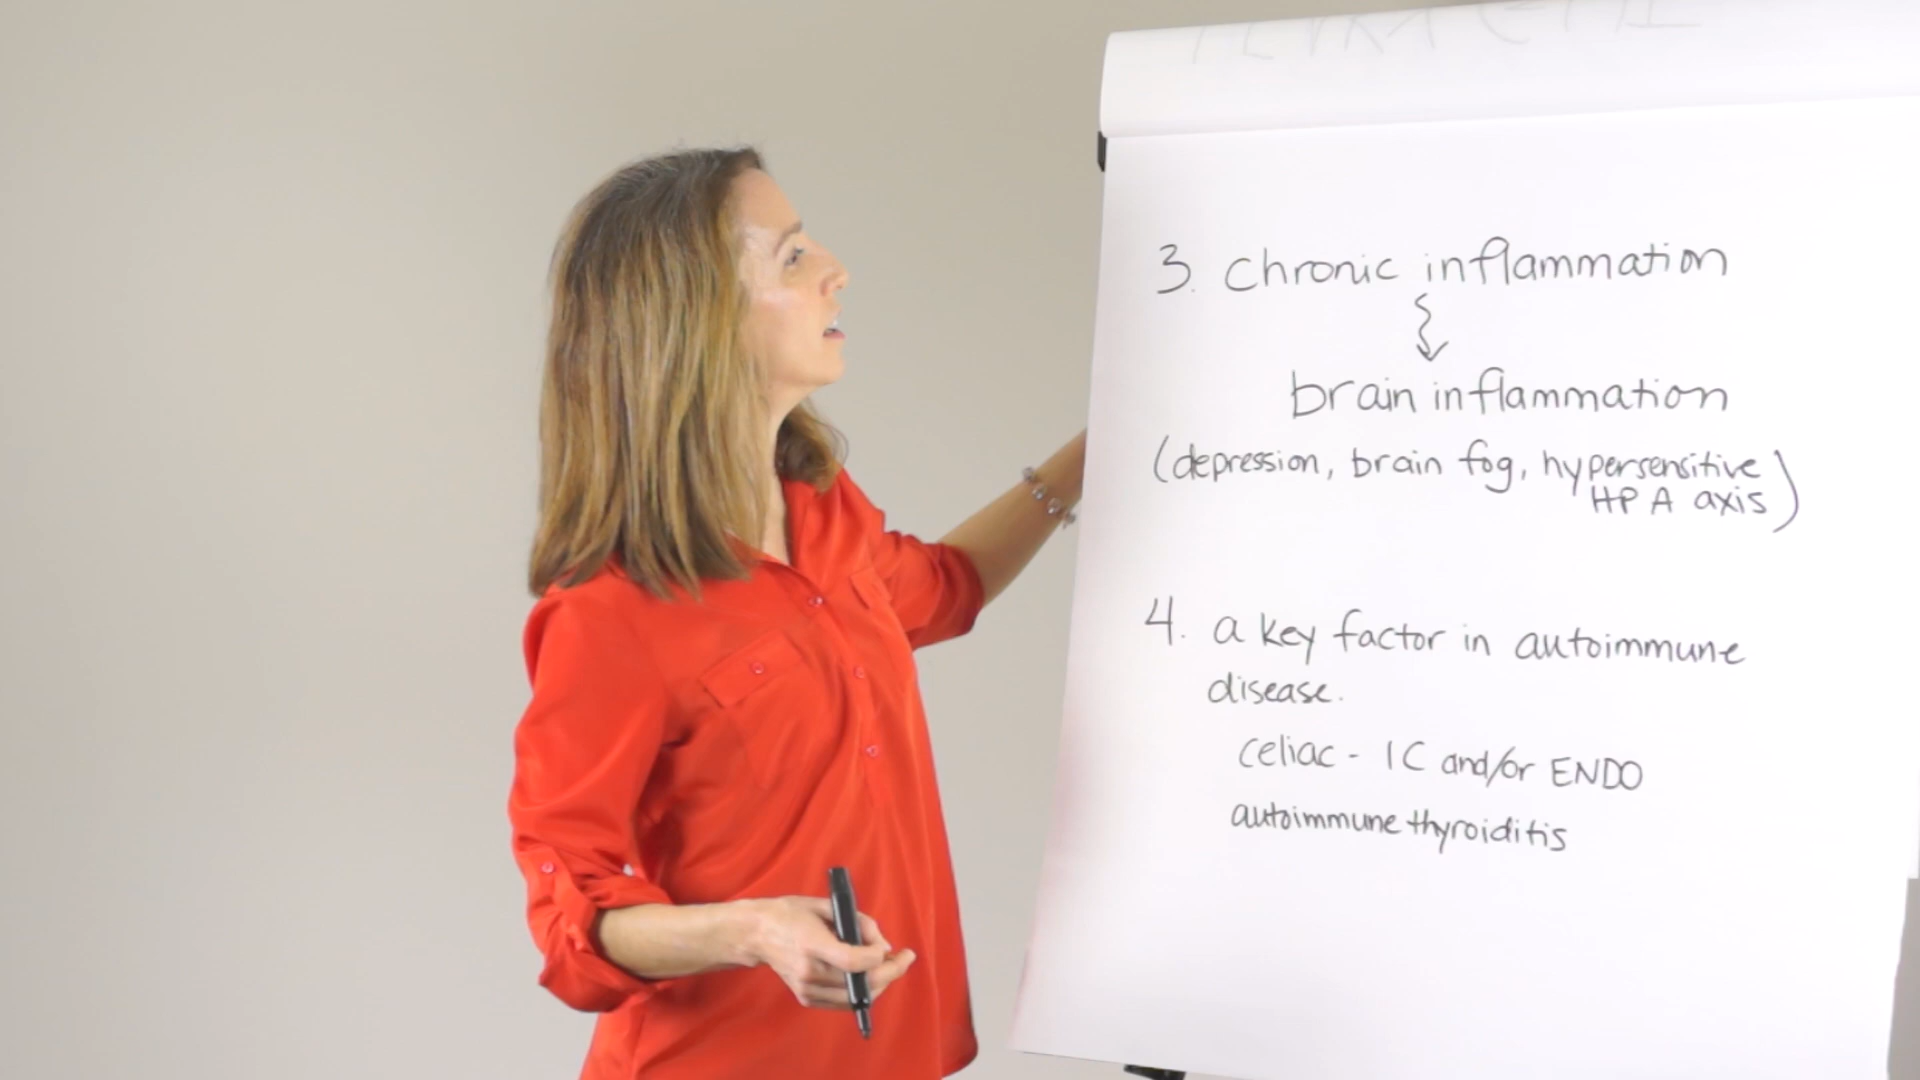 3. chronic inflammation
brain inflammation
(depression, brain fog, hypersensitive
HPA axis)
4. a key factor in autoimmune
disease.
celiac - IC and/or ENDO
autoimmune thyroiditis